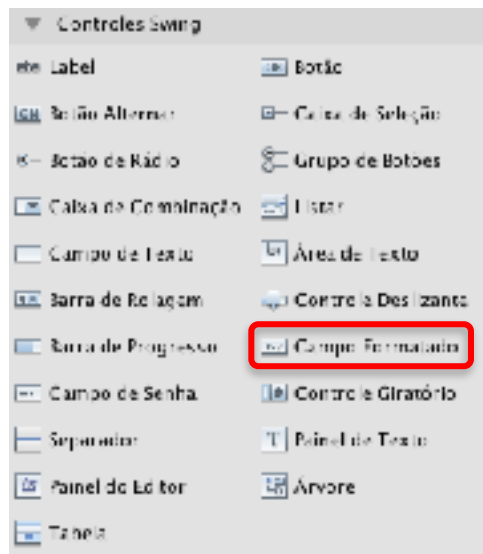 Controles Swing
Label Botão
Botão Alternar Caixa de Seleção
Botão de Rádio Grupo de Botões
Caixa de Combinação Listar
Campo de Texto Área de Texto
Barra de Rolagem Controle Deslizante
Barra de Progresso Campo Formatado
Campo de Senha Controle Giratório
Separador Painel de Texto
Painel do Editor Árvore
Tabela